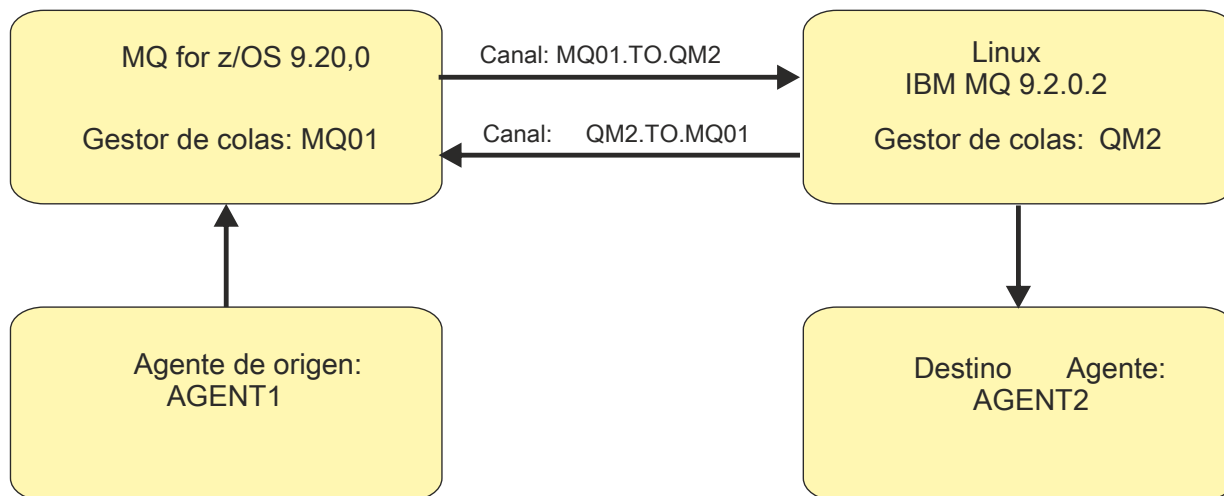 MQ for z/OS 9.20,0
Gestor de colas: MQ01
Canal: MQ01.TO.QM2
Canal: QM2.TO.MQ01
Linux
IBM MQ 9.2.0.2
Gestor de colas: QM2
Agente de origen:
AGENT1
Destino Agente:
AGENT2